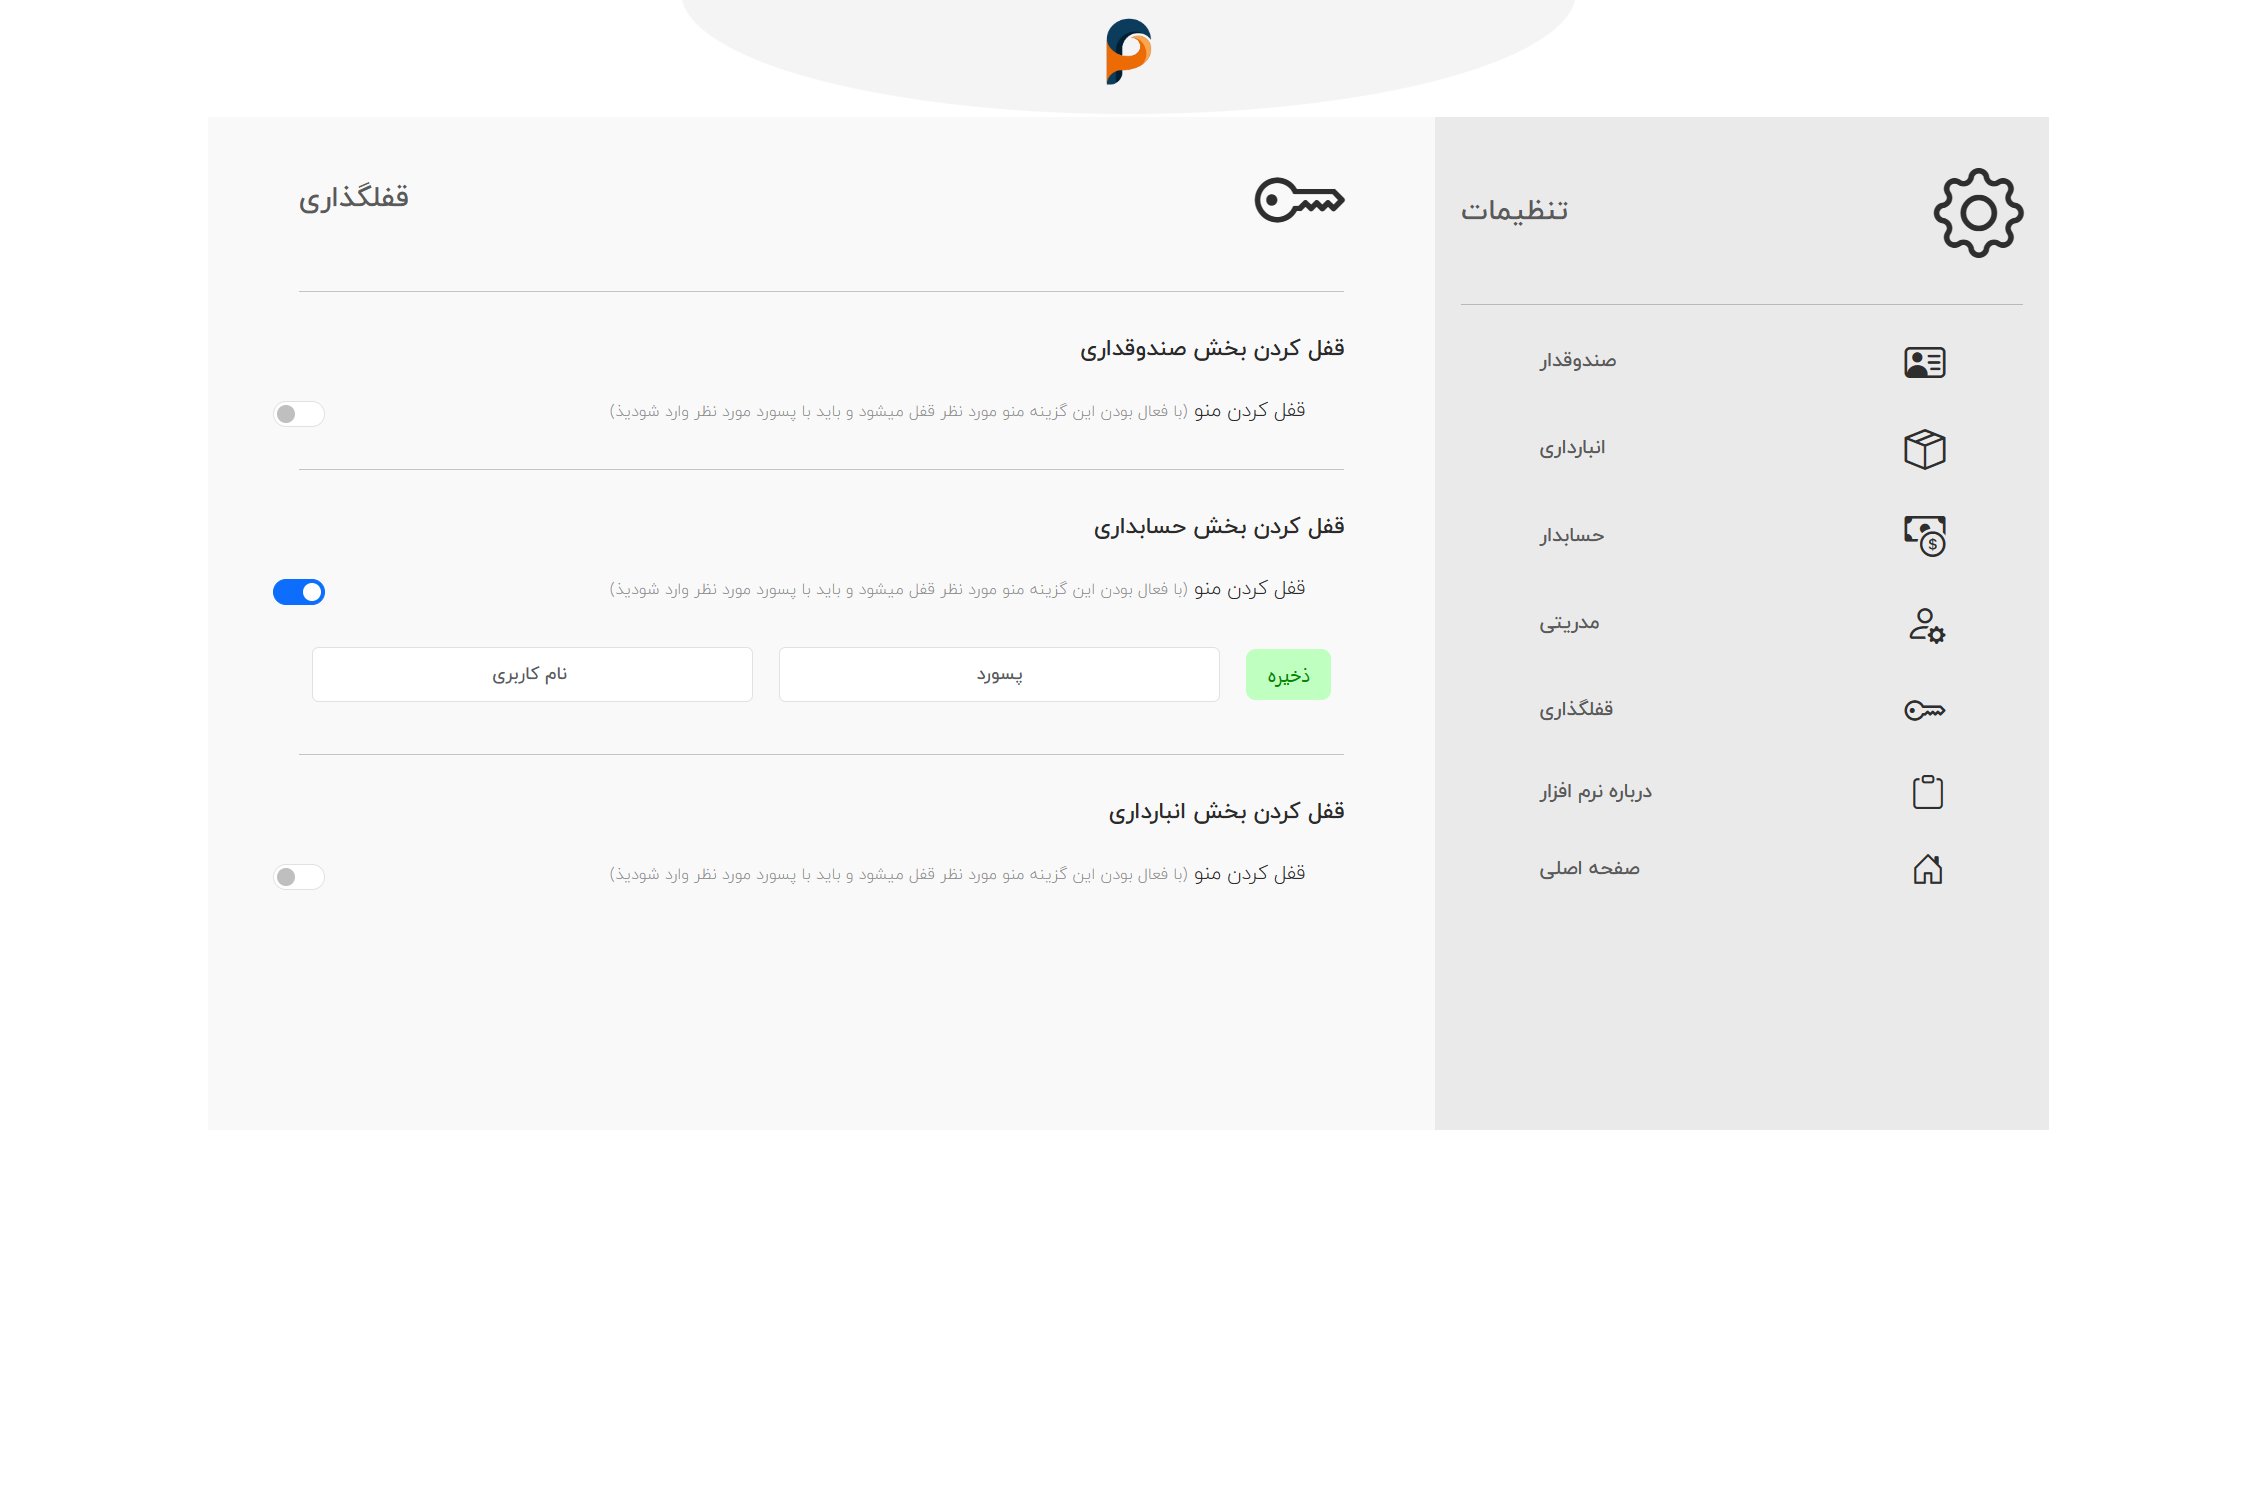 تنظیمات
صندوقدار
انبارداری
حسابدار
$
مدریتی
قفلگذاری
درباره نرم افزار
صفحه اصلی
قفلگذاری
قفل کردن بخش صندوقداری
قفل کردن منو (با فعال بودن این گزینه منو مورد نظر قفل میشود و باید با پسورد مورد نظر وارد شودیذ)
قفل کردن بخش حسابداری
قفل کردن منو (با فعال بودن این گزینه منو مورد نظر قفل میشود و باید با پسورد مورد نظر وارد شودیذ)
ذخیره
پسورد
نام کاربری
قفل کردن بخش انبارداری
قفل کردن منو (با فعال بودن این گزینه منو مورد نظر قفل میشود و باید با پسورد مورد نظر وارد شودیذ)